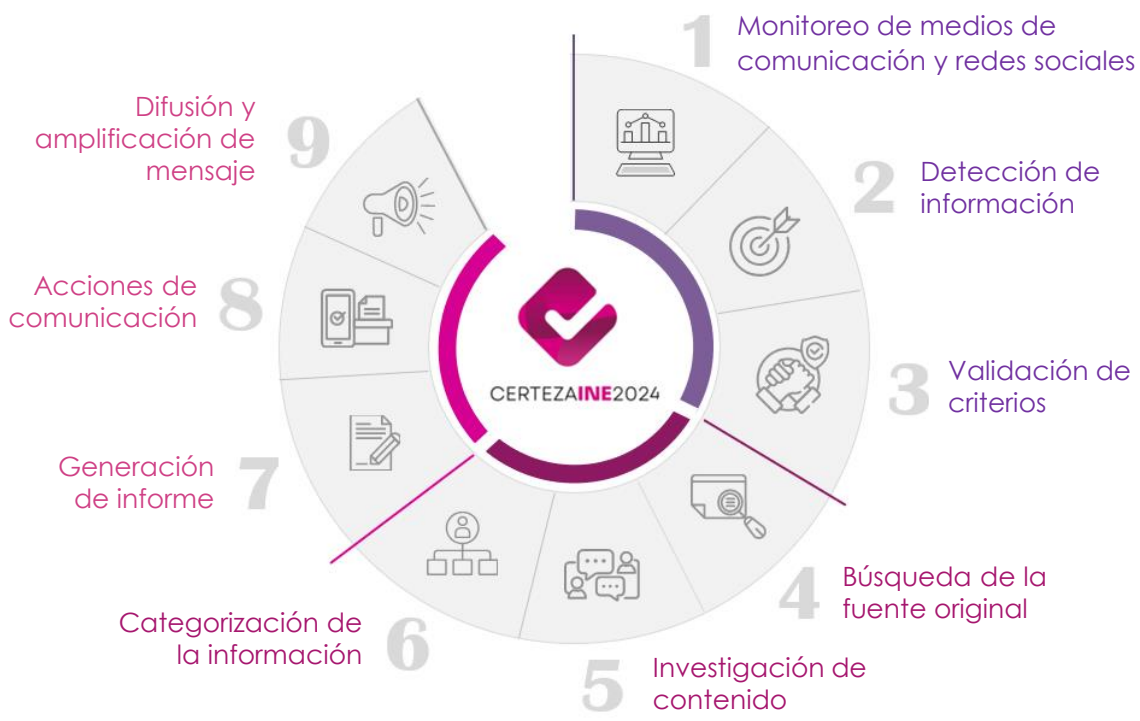 1
Monitoreo de medios de
comunicación y redes sociales
2
Detección de
información
3
Validación de
criterios
4
Búsqueda de la
fuente original
5
Investigación de
contenido
6
Categorización de
la información
7
Generación
de informe
8
Acciones de
comunicación
9
Difusión y
amplificación de
mensaje
CERTEZAINE2024